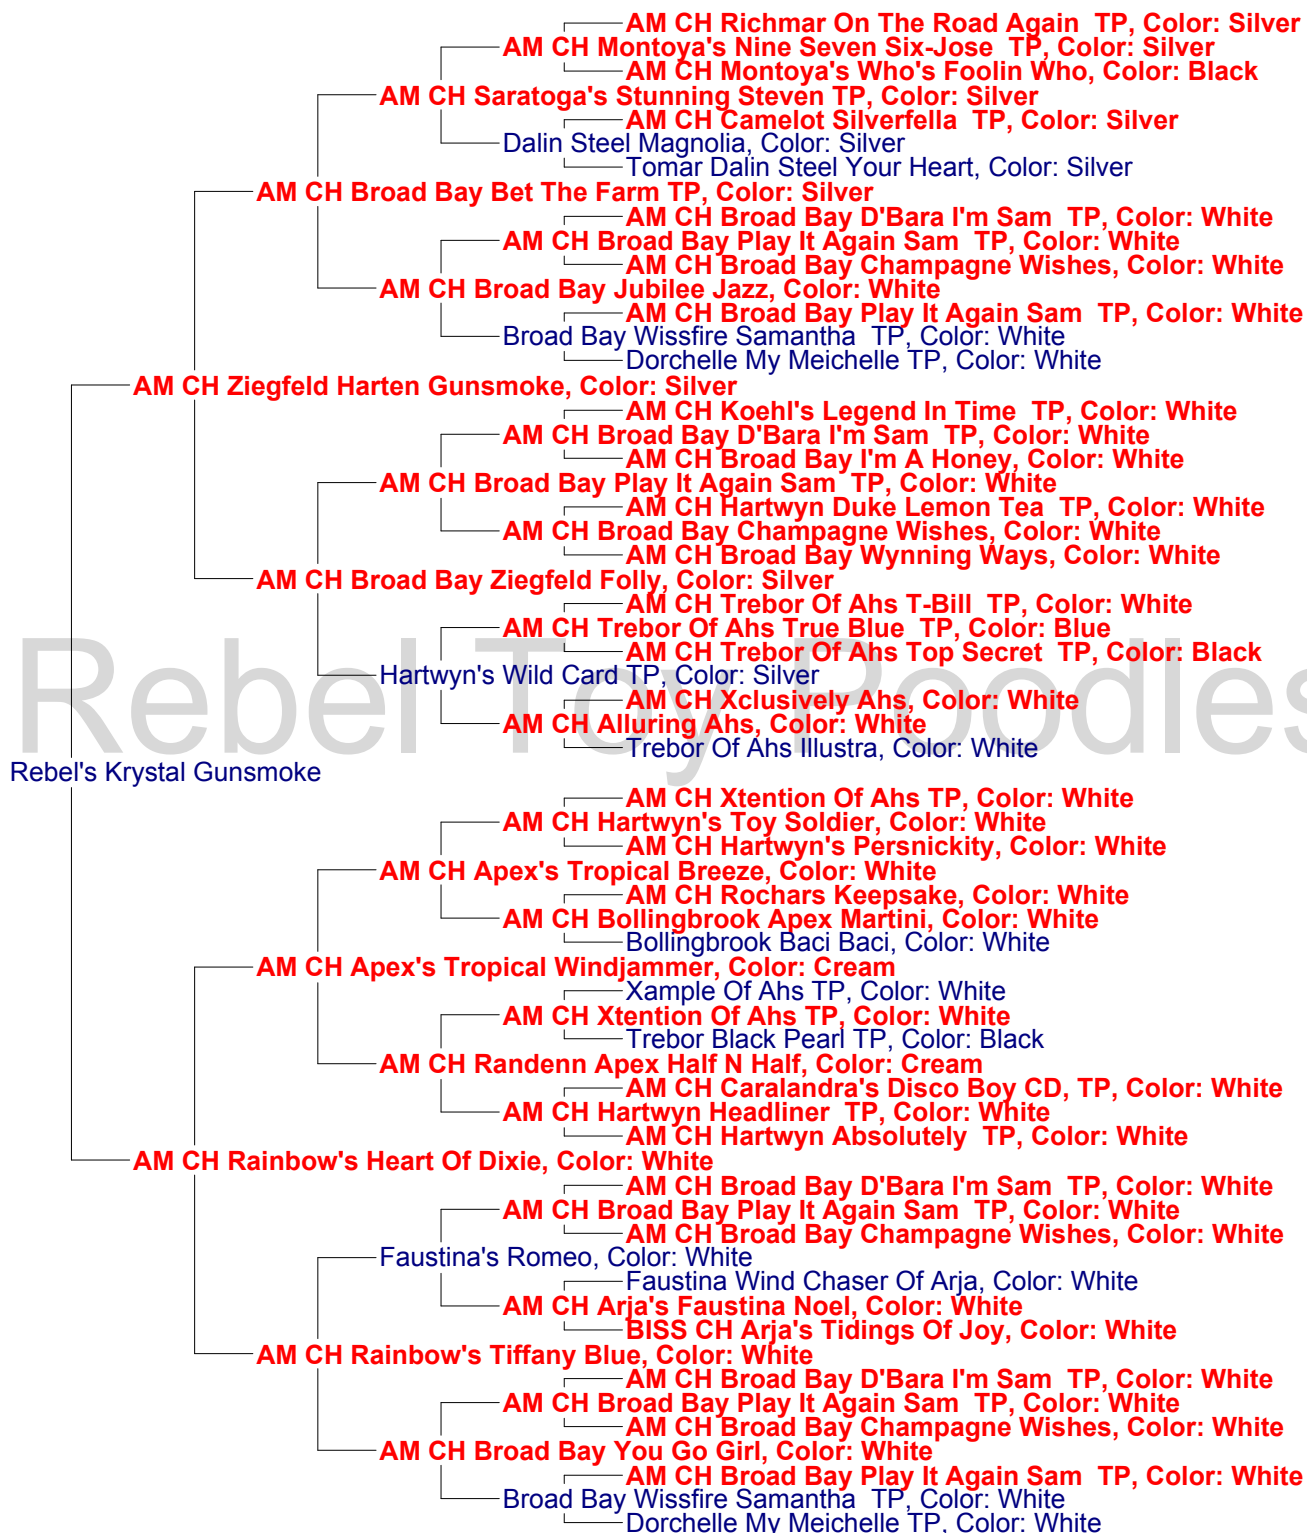 AM CH Richmar On The Road Again  TP, Color: Silver
AM CH Montoya's Nine Seven Six-Jose  TP, Color: Silver
AM CH Montoya's Who's Foolin Who, Color: Black
AM CH Saratoga's Stunning Steven TP, Color: Silver
AM CH Camelot Silverfella  TP, Color: Silver
Dalin Steel Magnolia, Color: Silver
Tomar Dalin Steel Your Heart, Color: Silver
AM CH Broad Bay Bet The Farm TP, Color: Silver
AM CH Broad Bay D'Bara I'm Sam  TP, Color: White
AM CH Broad Bay Play It Again Sam  TP, Color: White
AM CH Broad Bay Champagne Wishes, Color: White
AM CH Broad Bay Jubilee Jazz, Color: White
AM CH Broad Bay Play It Again Sam  TP, Color: White
Broad Bay Wissfire Samantha  TP, Color: White
Dorchelle My Meichelle TP, Color: White
AM CH Ziegfeld Harten Gunsmoke, Color: Silver
AM CH Koehl's Legend In Time  TP, Color: White
AM CH Broad Bay D'Bara I'm Sam  TP, Color: White
AM CH Broad Bay I'm A Honey, Color: White
AM CH Broad Bay Play It Again Sam  TP, Color: White
AM CH Hartwyn Duke Lemon Tea  TP, Color: White
AM CH Broad Bay Champagne Wishes, Color: White
AM CH Broad Bay Wynning Ways, Color: White
AM CH Broad Bay Ziegfeld Folly, Color: Silver
AM CH Trebor Of Ahs T-Bill  TP, Color: White
AM CH Trebor Of Ahs True Blue  TP, Color: Blue
AM CH Trebor Of Ahs Top Secret  TP, Color: Black
Hartwyn's Wild Card TP, Color: Silver
AM CH Xclusively Ahs, Color: White
AM CH Alluring Ahs, Color: White
Trebor Of Ahs Illustra, Color: White
Rebel Toy Poodles
Rebel's Krystal Gunsmoke
AM CH Xtention Of Ahs TP, Color: White
AM CH Hartwyn's Toy Soldier, Color: White
AM CH Hartwyn's Persnickity, Color: White
AM CH Apex's Tropical Breeze, Color: White
AM CH Rochars Keepsake, Color: White
AM CH Bollingbrook Apex Martini, Color: White
Bollingbrook Baci Baci, Color: White
AM CH Apex's Tropical Windjammer, Color: Cream
Xample Of Ahs TP, Color: White
AM CH Xtention Of Ahs TP, Color: White
Trebor Black Pearl TP, Color: Black
AM CH Randenn Apex Half N Half, Color: Cream
AM CH Caralandra's Disco Boy CD, TP, Color: White
AM CH Hartwyn Headliner  TP, Color: White
AM CH Hartwyn Absolutely  TP, Color: White
AM CH Rainbow's Heart Of Dixie, Color: White
AM CH Broad Bay D'Bara I'm Sam  TP, Color: White
AM CH Broad Bay Play It Again Sam  TP, Color: White
AM CH Broad Bay Champagne Wishes, Color: White
Faustina's Romeo, Color: White
Faustina Wind Chaser Of Arja, Color: White
AM CH Arja's Faustina Noel, Color: White
BISS CH Arja's Tidings Of Joy, Color: White
AM CH Rainbow's Tiffany Blue, Color: White
AM CH Broad Bay D'Bara I'm Sam  TP, Color: White
AM CH Broad Bay Play It Again Sam  TP, Color: White
AM CH Broad Bay Champagne Wishes, Color: White
AM CH Broad Bay You Go Girl, Color: White
AM CH Broad Bay Play It Again Sam  TP, Color: White
Broad Bay Wissfire Samantha  TP, Color: White
Dorchelle My Meichelle TP, Color: White